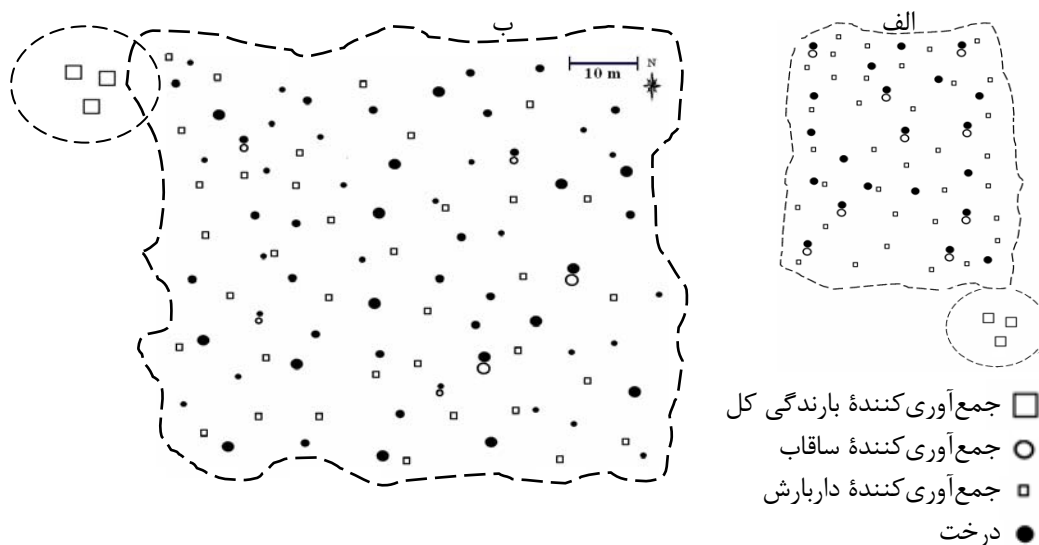 الف
ب
N
10 m
جمع‌آوری‌کنندهٔ بارندگی کل
جمع‌آوری‌کنندهٔ ساقاب
جمع‌آوری‌کنندهٔ داربارش
درخت